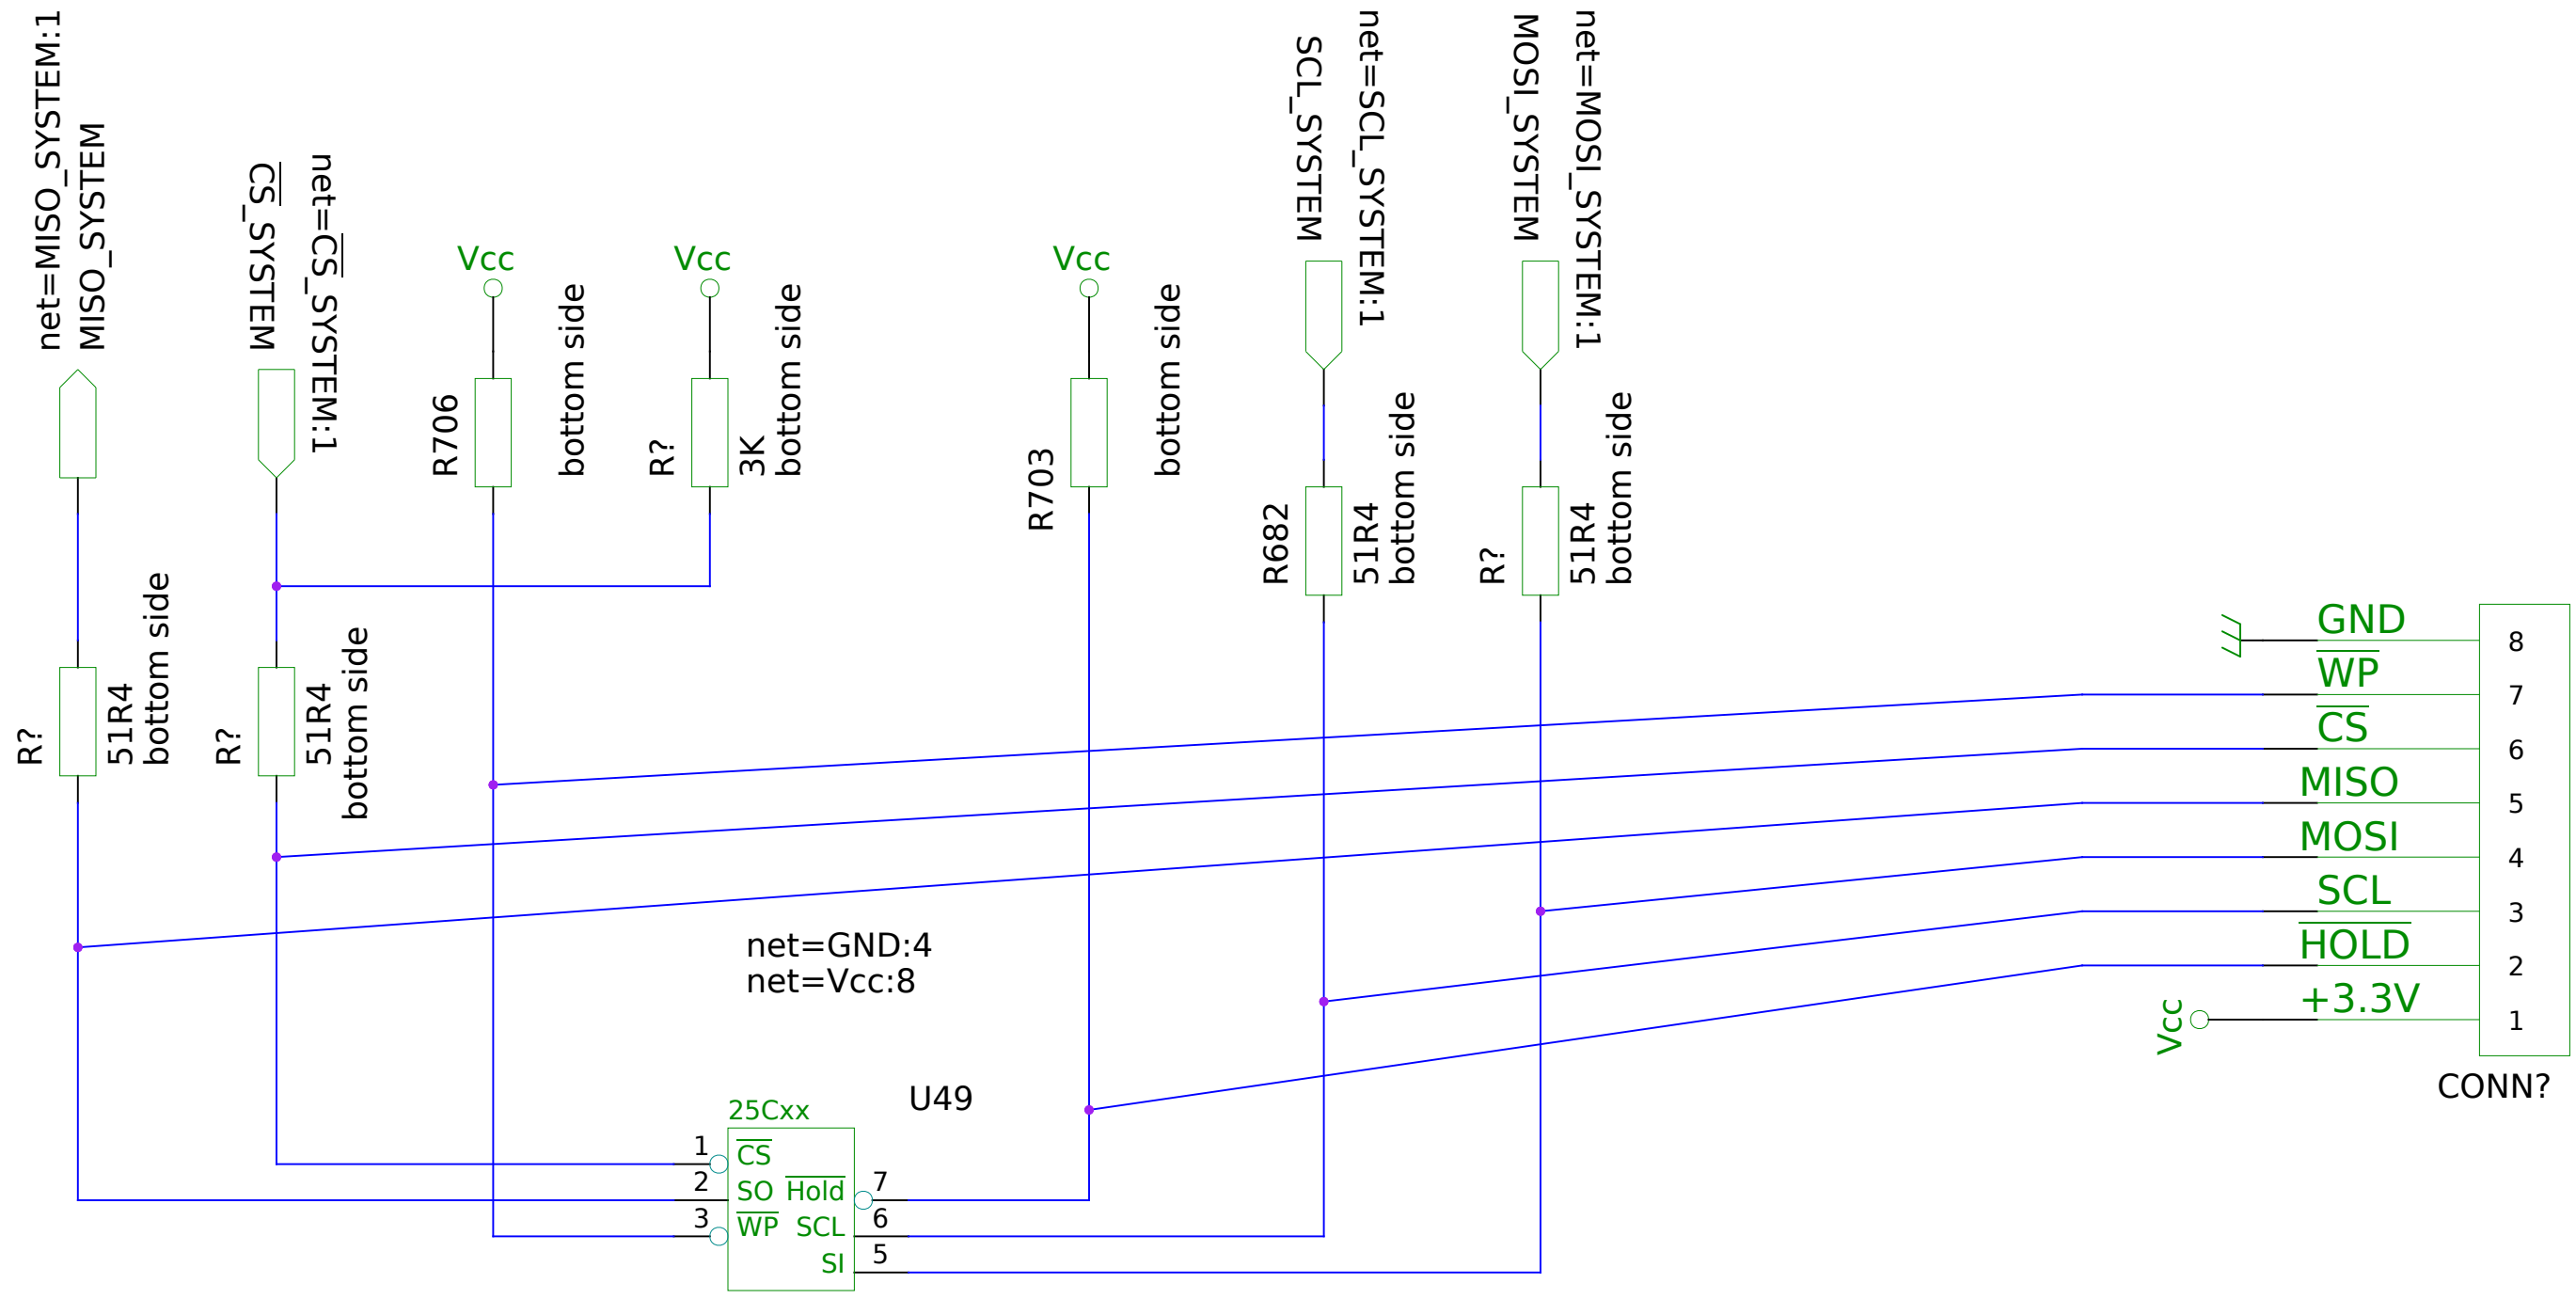 net=MISO_SYSTEM:1
MISO_SYSTEM
CS_SYSTEM
net=CS_SYSTEM:1
SCL_SYSTEM
net=SCL_SYSTEM:1
MOSI_SYSTEM
net=MOSI_SYSTEM:1
Vcc
Vcc
Vcc
R706
bottom side
R?
3K
bottom side
R703
bottom side
R682
51R4
bottom side
R?
51R4
bottom side
R?
51R4
bottom side
R?
51R4
bottom side
GND
8
WP
7
CS
6
MISO
5
MOSI
4
SCL
3
HOLD
2
+3.3V
1
Vcc
CONN?
net=GND:4
net=Vcc:8
U49
25Cxx
1
CS
2
SO
Hold
7
3
WP
SCL
6
SI
5